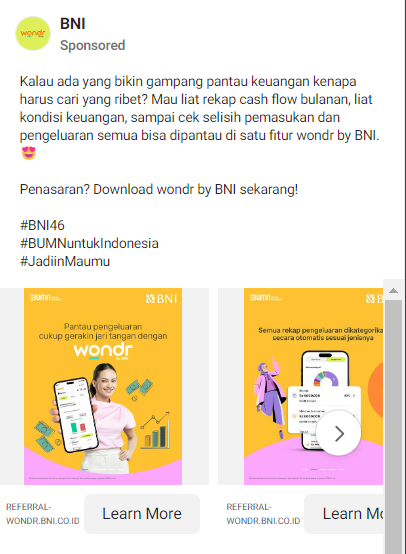 wondr
BNI
Sponsored
Kalau ada yang bikin gampang pantau keuangan kenapa
harus cari yang ribet? Mau liat rekap cash flow bulanan, liat
kondisi keuangan, sampai cek selisih pemasukan dan
pengeluaran semua bisa dipantau di satu fitur wondr by BNI.
😍
Penasaran? Download wondr by BNI sekarang!
#BNI46
#BUMNuntukIndonesia
#JadiinMaumu
BUMN
BNI
Pantau pengeluaran
cukup gerakin jari tangan dengan
wondr
by BNI
REFERRAL-
WONDR.BNI.CO.ID
Learn More
BUMN
BNI
Semua rekap pengeluaran dikategorika
secara otomatis sesuai jenisnya
REFERRAL-
WONDR.BNI.CO.ID
Learn Mo